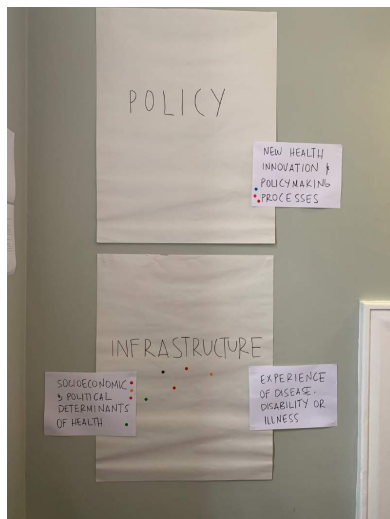 POLICY
NEW HEALTH
INNOVATION &
POLICYMAKING
PROCESSES
INFRASTRUCTURE
SOCIOECONOMIC
& POLITICAL
DETERMINANTS
OF HEALTH
EXPERIENCE
OF DISEASE.
DISABILITY OR
ILLNESS